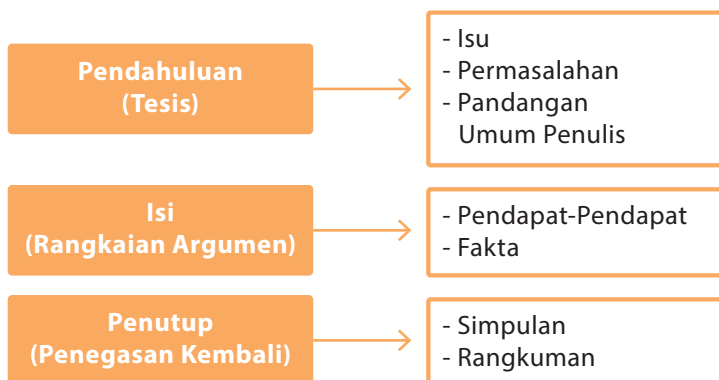 Pendahuluan
(Tesis)
- Isu
- Permasalahan
- Pandangan
Umum Penulis
Isi
(Rangkaian Argumen)
- Pendapat-Pendapat
- Fakta
Penutup
(Penegasan Kembali)
- Simpulan
- Rangkuman